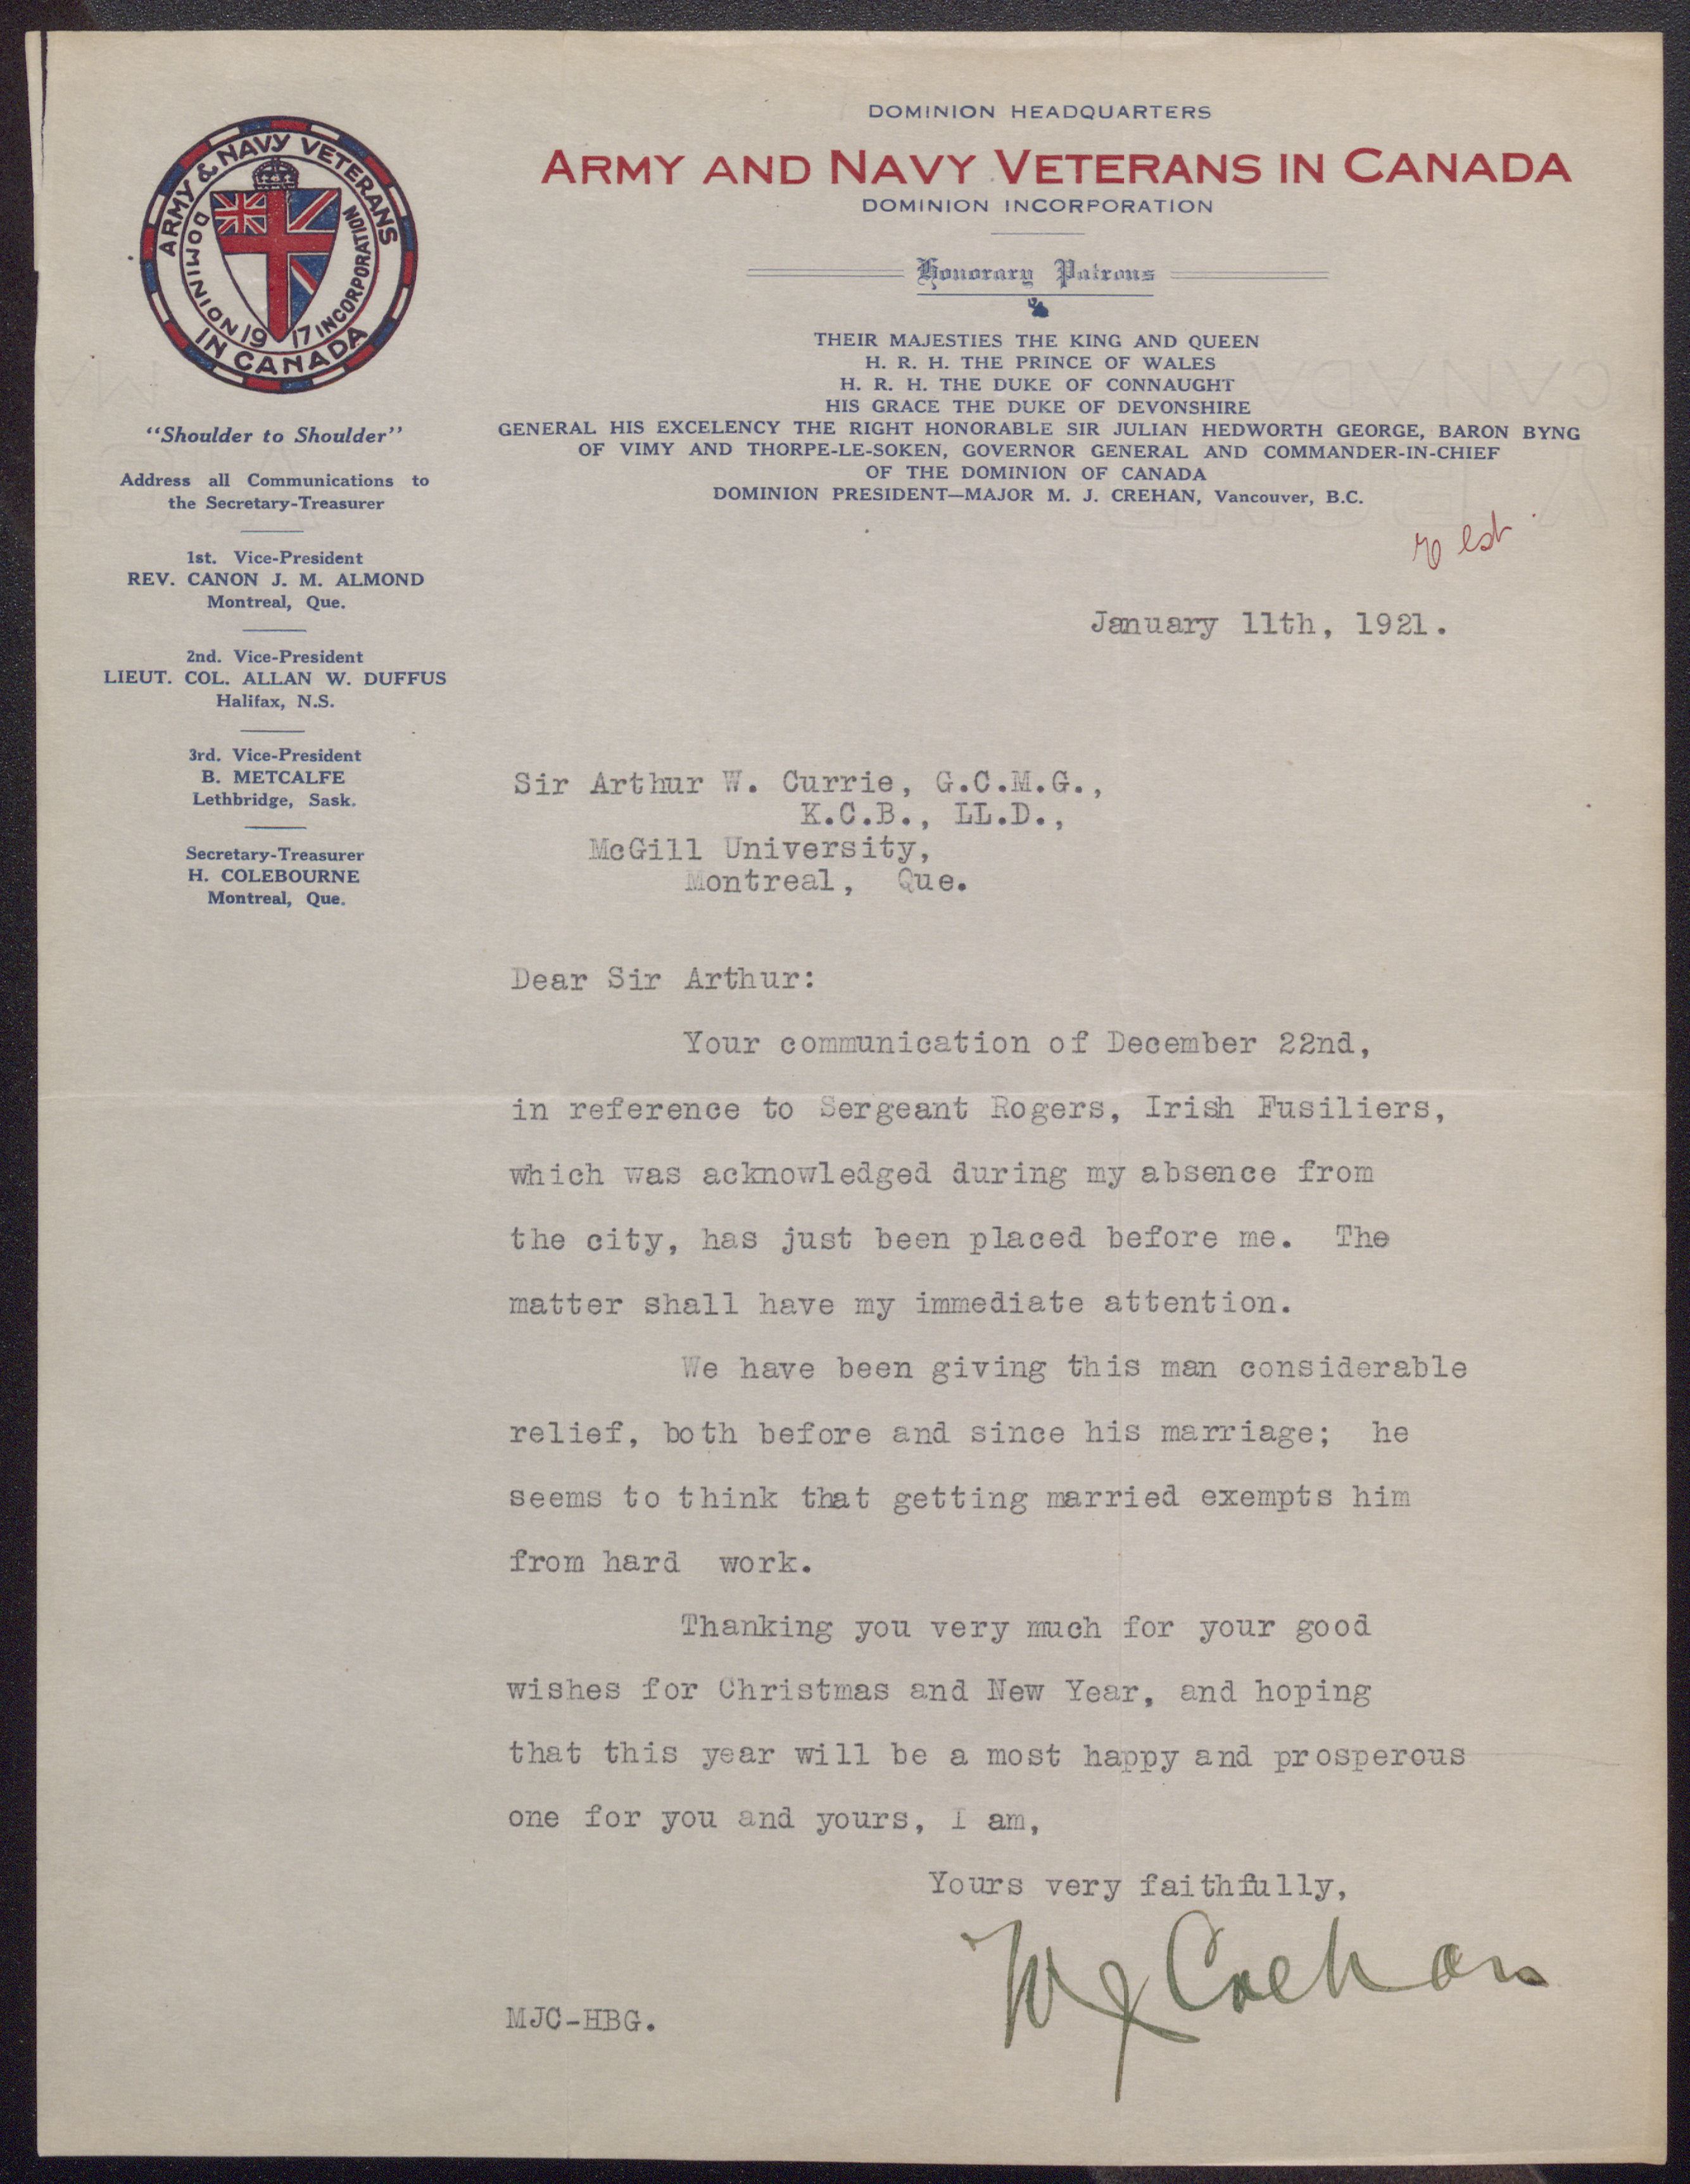 DOMINION HEADQUARTERS
ARMY AND NAVY VETERANS IN CANADA
DOMINION INCORPORATION
Honorary Patrons
THEIR MAJESTIES THE KING AND QUEEN
H. R. H. THE PRINCE OF WALES
H. R. H. THE DUKE OF CONNAUGHT
HIS GRACE THE DUKE OF DEVONSHIRE
GENERAL HIS EXCELENCY THE RIGHT HONORABLE SIR JULIAN HEDWORTH GEORGE, BARON BYNG
OF VIMY AND THORPE-LE-SOKEN, GOVERNOR GENERAL AND COMMANDER-IN-CHIEF
OF THE DOMINION OF CANADA
DOMINION PRESIDENT—MAJOR M. J. CREHAN, Vancouver, B.C.
ARMY & NAVY VETERANS
IN CANADA
DOMINION INCORPORATION
1917
"Shoulder to Shoulder"
Address all Communications to
the Secretary-Treasurer
1st. Vice-President
REV. CANON J. M. ALMOND
Montreal, Que.
2nd. Vice-President
LIEUT. COL. ALLAN W. DUFFUS
Halifax, N.S.
3rd. Vice-President
B. METCALFE
Lethbridge, Sask.
Secretary-Treasurer
H. COLEBOURNE
Montreal, Que.
January 11th, 1921.
Sir Arthur W. Currie, G.C.M.G.,
K.C.B., LL.D.,
McGill University,
Montreal, Que.
Dear Sir Arthur:
Your communication of December 22nd,
in reference to Sergeant Rogers, Irish Fusiliers,
which was acknowledged during my absence from
the city, has just been placed before me. The
matter shall have my immediate attention.
We have been giving this man considerable
relief, both before and since his marriage; he
seems to think that getting married exempts him
from hard work.
Thanking you very much for your good
wishes for Christmas and New Year, and hoping
that this year will be a most happy and prosperous
one for you and yours, I am,
Yours very faithfully,
MJ Crehan
MJC-HBG.